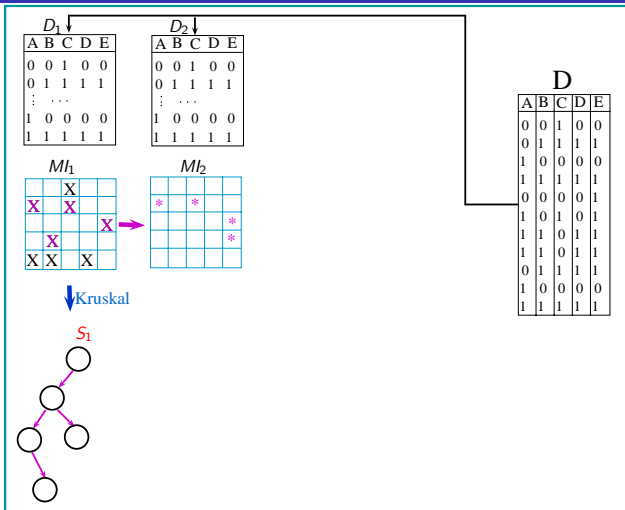 D₁ D₂
A B C D E
0 0 1 0 0
0 1 1 1 1
⋮ ⋯
1 0 0 0 0
1 1 1 1 1
A B C D E
0 0 1 0 0
0 1 1 1 1
⋮ ⋯
1 0 0 0 0
1 1 1 1 1
D
A B C D E
0 0 1 0 0
0 1 1 1 1
1 0 0 0 1
1 1 1 1 1
0 0 0 0 1
1 0 1 0 1
1 1 0 1 1
1 1 0 1 1
0 1 1 1 1
1 0 0 0 0
1 1 1 1 1
MI₁
X
X X
X
X
X X X
MI₂
* *
*
*
Kruskal
S₁